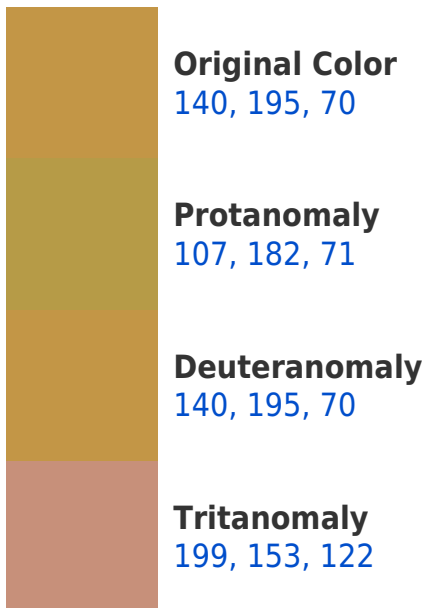 Original Color
140, 195, 70
Protanomaly
107, 182, 71
Deuteranomaly
140, 195, 70
Tritanomaly
199, 153, 122